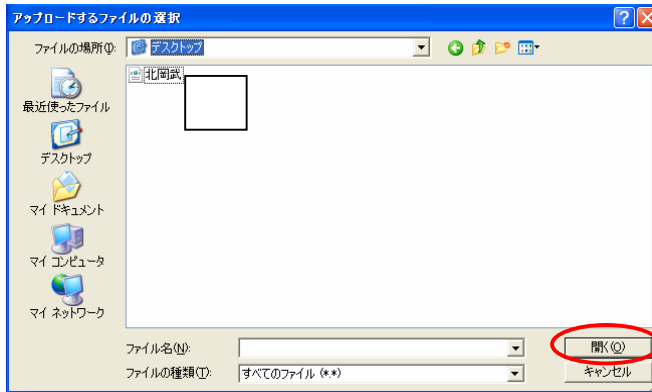 アップロードするファイルの選択
ファイルの場所(I):
デスクトップ
北岡武
最近使ったファイル
デスクトップ
マイ ドキュメント
マイ コンピュータ
マイ ネットワーク
ファイル名(N):
開く(O)
ファイルの種類(T):
すべてのファイル (*.*)
キャンセル